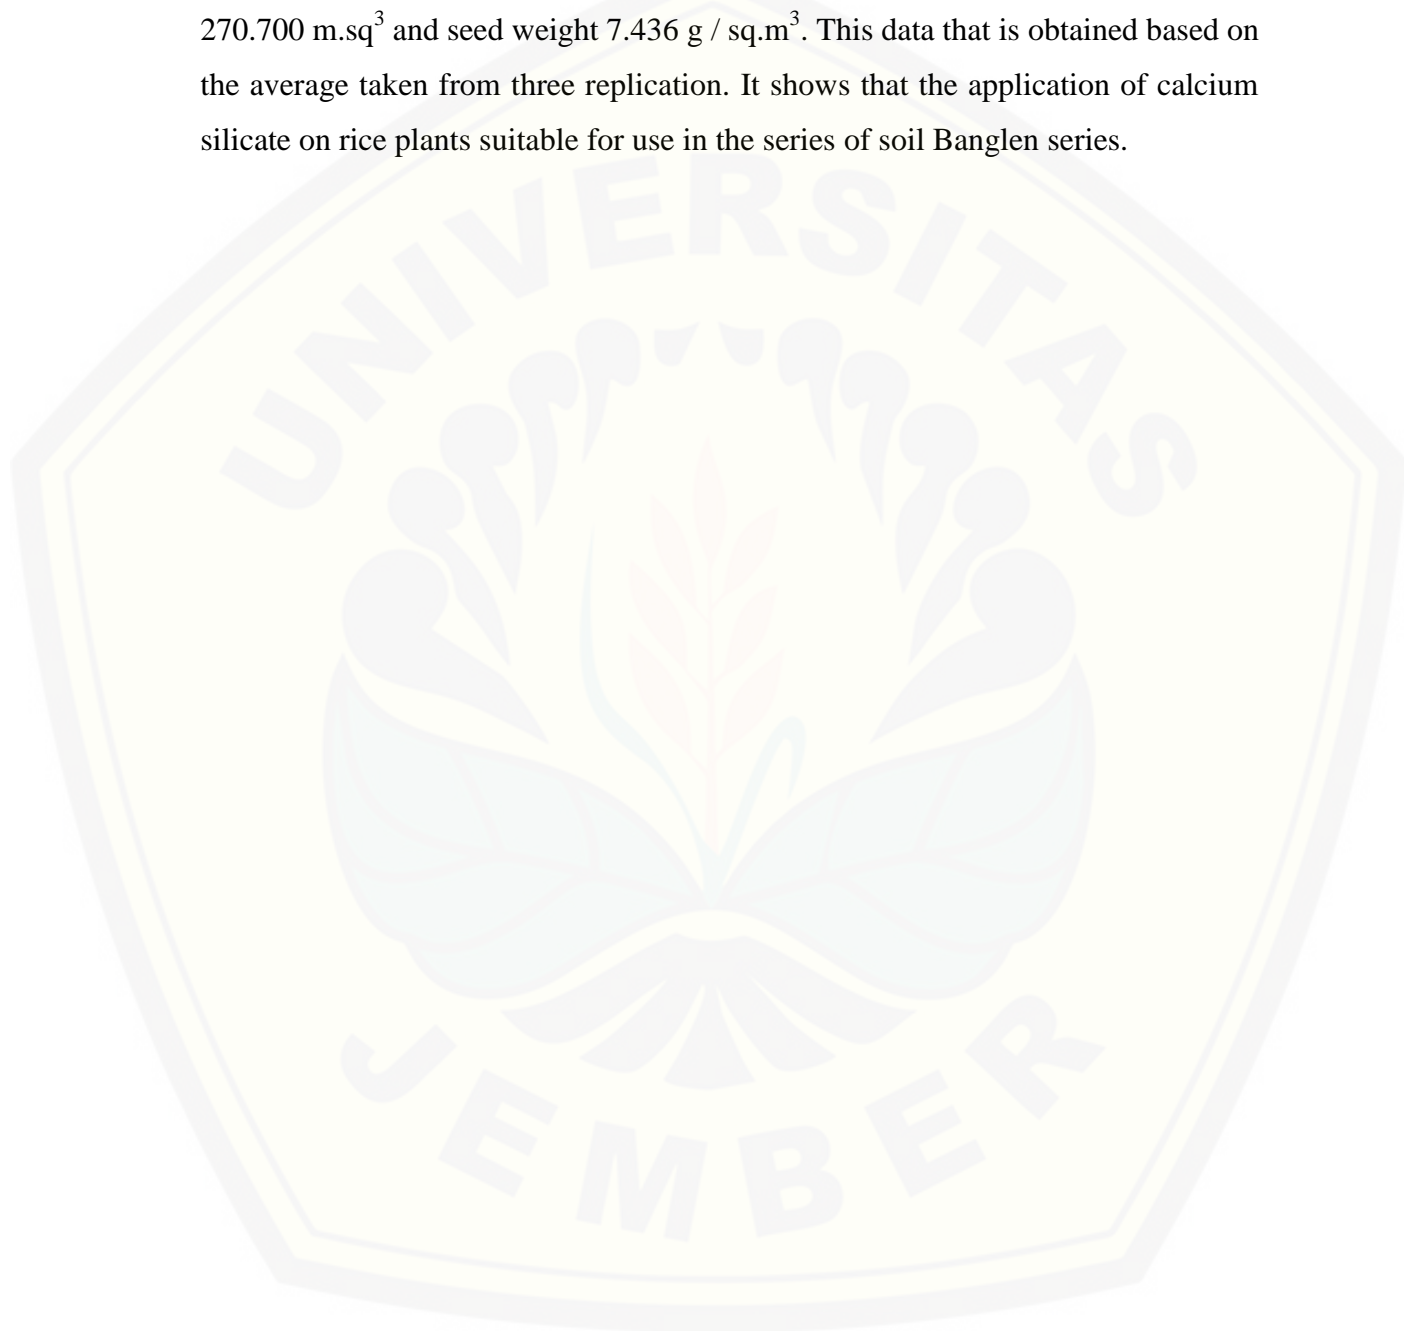 270.700 m.sq³ and seed weight 7.436 g / sq.m³. This data that is obtained based on
the average taken from three replication. It shows that the application of calcium
silicate on rice plants suitable for use in the series of soil Banglen series.
UNIVERSITAS
JEMBER